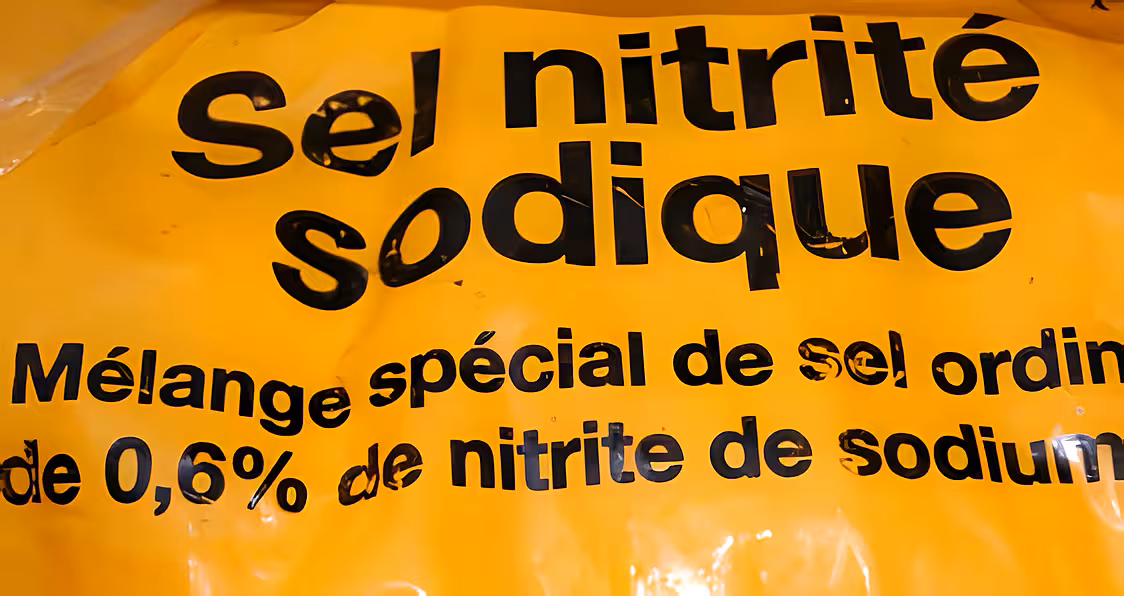 Sel nitrité
sodique
Mélange spécial de sel ordin
de 0,6% de nitrite de sodium